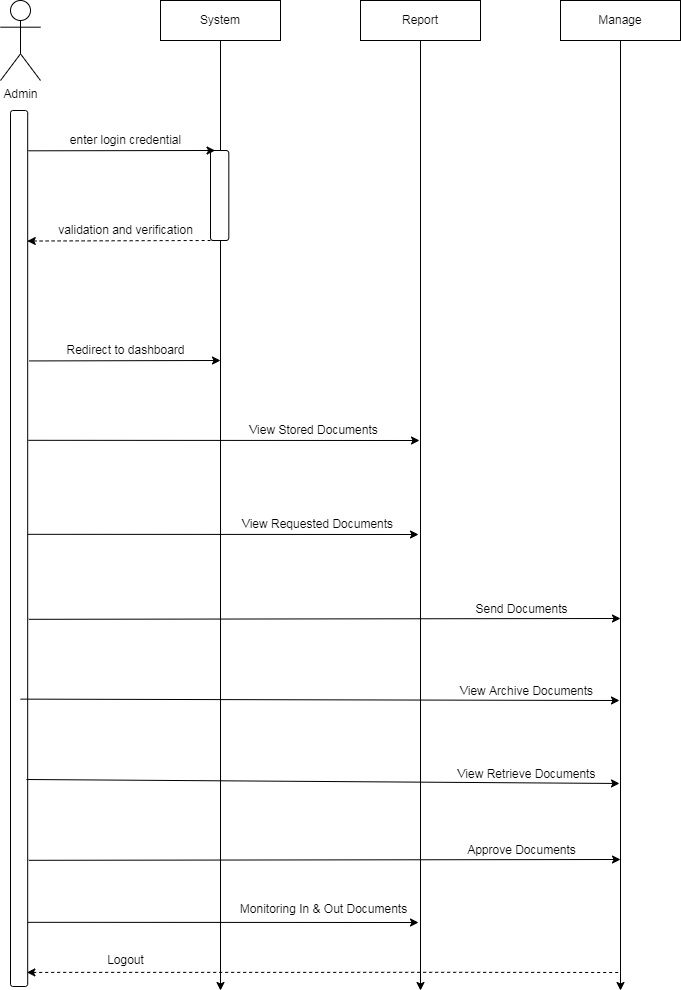 System
Report
Manage
Admin
enter login credential
validation and verification
Redirect to dashboard
View Stored Documents
View Requested Documents
Send Documents
View Archive Documents
View Retrieve Documents
Approve Documents
Monitoring In & Out Documents
Logout